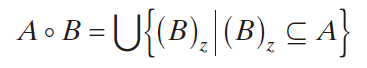 A ∘ B = ⋃{(B)_z | (B)_z ⊆ A}